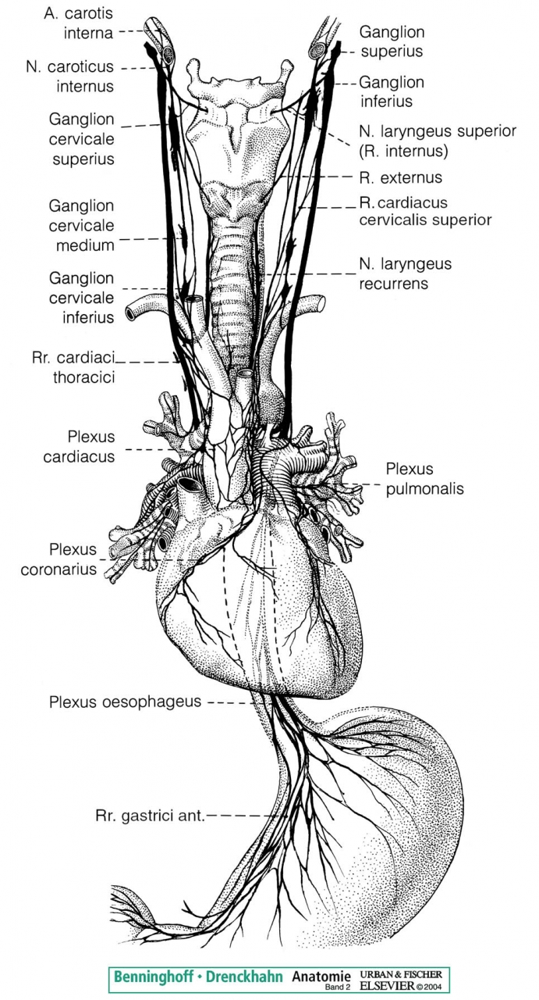 A. carotis
interna
N. caroticus
internus
Ganglion
cervicale
superius
Ganglion
cervicale
medium
Ganglion
cervicale
inferius
Rr. cardiaci
thoracici
Plexus
cardiacus
Plexus
coronarius
Plexus oesophageus
Rr. gastrici ant.
Ganglion
superius
Ganglion
inferius
N. laryngeus superior
(R. internus)
R. externus
R. cardiacus
cervicalis superior
N. laryngeus
recurrens
Plexus
pulmonalis
Benninghoff • Drenckhahn Anatomie
Band 2
URBAN & FISCHER
ELSEVIER © 2004